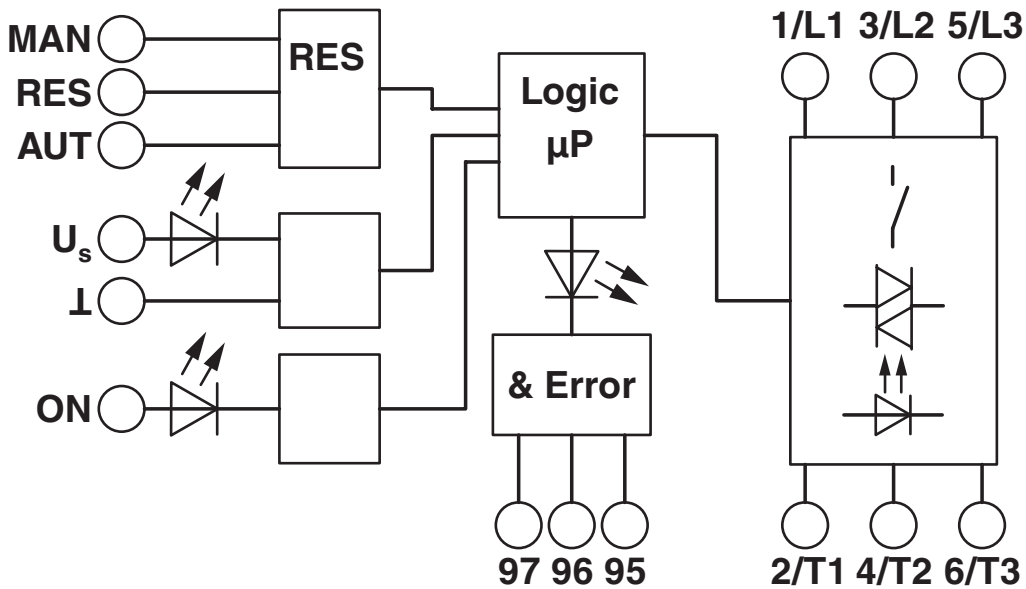 MAN
RES
AUT
RES
U_s
⊥
ON
Logic
µP
& Error
97 96 95
1/L1 3/L2 5/L3
2/T1 4/T2 6/T3